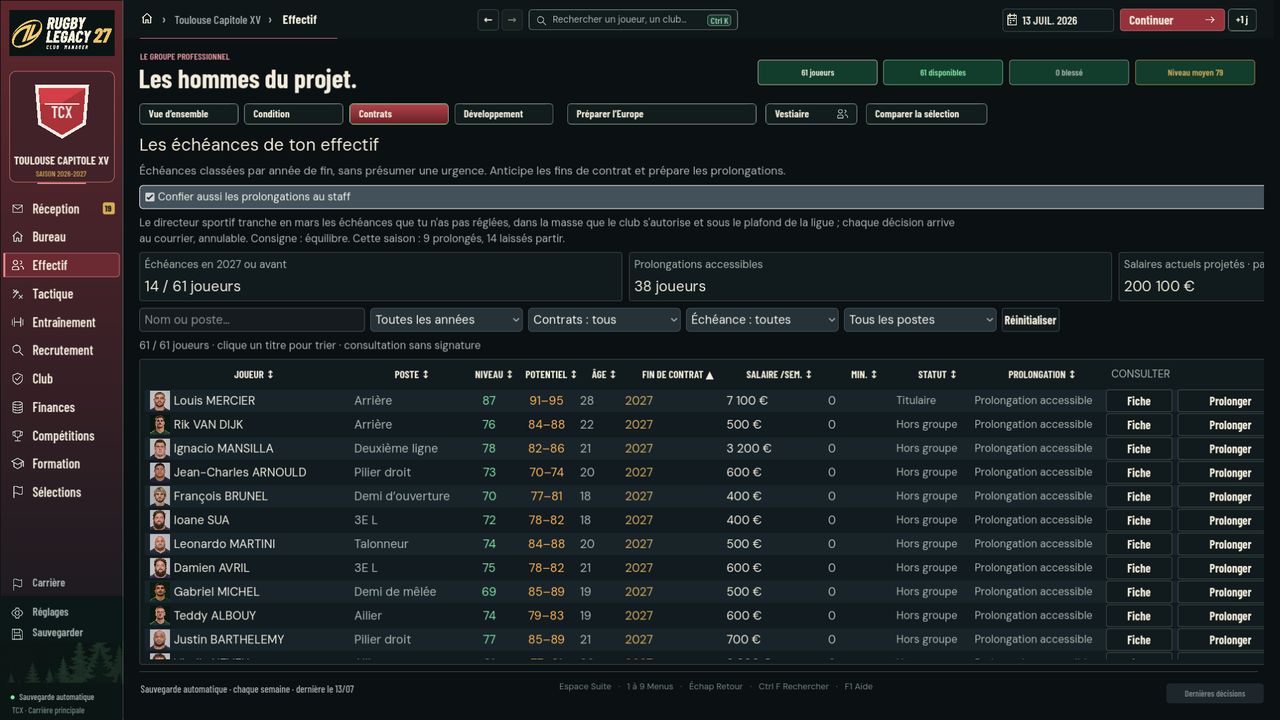 RUGBY
LEGACY 27
CLUB MANAGER
› Toulouse Capitole XV › Effectif
← →
Rechercher un joueur, un club... Ctrl K
13 JUIL. 2026
Continuer →
+1 j
TCX
TOULOUSE CAPITOLE XV
SAISON 2026-2027
Réception 19
Bureau
Effectif
Tactique
Entraînement
Recrutement
Club
Finances
Compétitions
Formation
Sélections
Carrière
Réglages
Sauvegarder
Sauvegarde automatique
TCX · Carrière principale
LE GROUPE PROFESSIONNEL
Les hommes du projet.
61 joueurs
61 disponibles
0 blessé
Niveau moyen 79
Vue d'ensemble
Condition
Contrats
Développement
Préparer l'Europe
Vestiaire
Comparer la sélection
Les échéances de ton effectif
Échéances classées par année de fin, sans présumer une urgence. Anticipe les fins de contrat et prépare les prolongations.
Confier aussi les prolongations au staff
Le directeur sportif tranche en mars les échéances que tu n'as pas réglées, dans la masse que le club s'autorise et sous le plafond de la ligue ; chaque décision arrive
au courrier, annulable. Consigne : équilibre. Cette saison : 9 prolongés, 14 laissés partir.
Échéances en 2027 ou avant
14 / 61 joueurs
Prolongations accessibles
38 joueurs
Salaires actuels projetés · pa
200 100 €
Nom ou poste...
Toutes les années
Contrats : tous
Échéance : toutes
Tous les postes
Réinitialiser
61 / 61 joueurs · clique un titre pour trier · consultation sans signature
JOUEUR ↕ POSTE ↕ NIVEAU ↕ POTENTIEL ↕ ÂGE ↕ FIN DE CONTRAT ▲ SALAIRE /SEM. ↕ MIN. ↕ STATUT ↕ PROLONGATION ↕ CONSULTER
Louis MERCIER Arrière 87 91–95 28 2027 7 100 € 0 Titulaire Prolongation accessible Fiche Prolonger
Rik VAN DIJK Arrière 76 84–88 22 2027 500 € 0 Hors groupe Prolongation accessible Fiche Prolonger
Ignacio MANSILLA Deuxième ligne 78 82–86 21 2027 3 200 € 0 Hors groupe Prolongation accessible Fiche Prolonger
Jean-Charles ARNOULD Pilier droit 73 70–74 20 2027 600 € 0 Hors groupe Prolongation accessible Fiche Prolonger
François BRUNEL Demi d'ouverture 70 77–81 18 2027 400 € 0 Hors groupe Prolongation accessible Fiche Prolonger
Ioane SUA 3E L 72 78–82 18 2027 400 € 0 Hors groupe Prolongation accessible Fiche Prolonger
Leonardo MARTINI Talonneur 74 84–88 20 2027 500 € 0 Hors groupe Prolongation accessible Fiche Prolonger
Damien AVRIL 3E L 75 78–82 21 2027 600 € 0 Hors groupe Prolongation accessible Fiche Prolonger
Gabriel MICHEL Demi de mêlée 69 85–89 19 2027 500 € 0 Hors groupe Prolongation accessible Fiche Prolonger
Teddy ALBOUY Ailier 74 79–83 19 2027 600 € 0 Hors groupe Prolongation accessible Fiche Prolonger
Justin BARTHELEMY Pilier droit 77 85–89 21 2027 700 € 0 Hors groupe Prolongation accessible Fiche Prolonger
Sauvegarde automatique · chaque semaine · dernière le 13/07
Espace Suite · 1 à 9 Menus · Échap Retour · Ctrl F Rechercher · F1 Aide
Dernières décisions